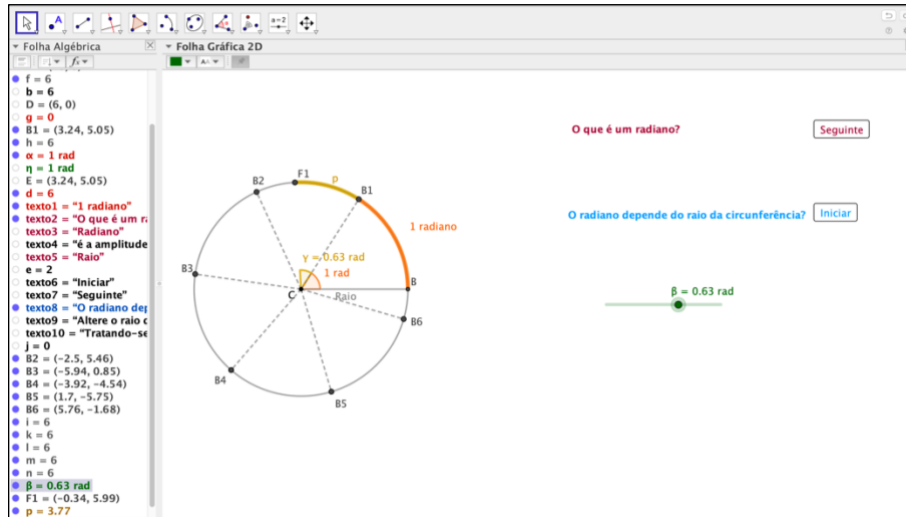 a=2
Folha Algébrica
Folha Gráfica 2D
f = 6
b = 6
D = (6, 0)
g = 0
B1 = (3.24, 5.05)
h = 6
α = 1 rad
η = 1 rad
E = (3.24, 5.05)
d = 6
texto1 = "1 radiano"
texto2 = "O que é um ra
texto3 = "Radiano"
texto4 = "é a amplitude
texto5 = "Raio"
e = 2
texto6 = "Iniciar"
texto7 = "Seguinte"
texto8 = "O radiano dep
texto9 = "Altere o raio d
texto10 = "Tratando-se
j = 0
B2 = (-2.5, 5.46)
B3 = (-5.94, 0.85)
B4 = (-3.92, -4.54)
B5 = (1.7, -5.75)
B6 = (5.76, -1.68)
i = 6
k = 6
l = 6
m = 6
n = 6
β = 0.63 rad
F1 = (-0.34, 5.99)
p = 3.77
F1
p
B2
B1
1 radiano
γ = 0.63 rad
1 rad
B3
B
C
Raio
B6
B4
B5
O que é um radiano?
Seguinte
O radiano depende do raio da circunferência?
Iniciar
β = 0.63 rad